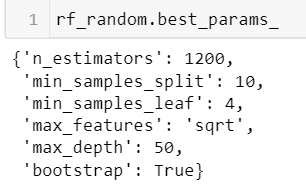 1 rf_random.best_params_
{'n_estimators': 1200,
 'min_samples_split': 10,
 'min_samples_leaf': 4,
 'max_features': 'sqrt',
 'max_depth': 50,
 'bootstrap': True}